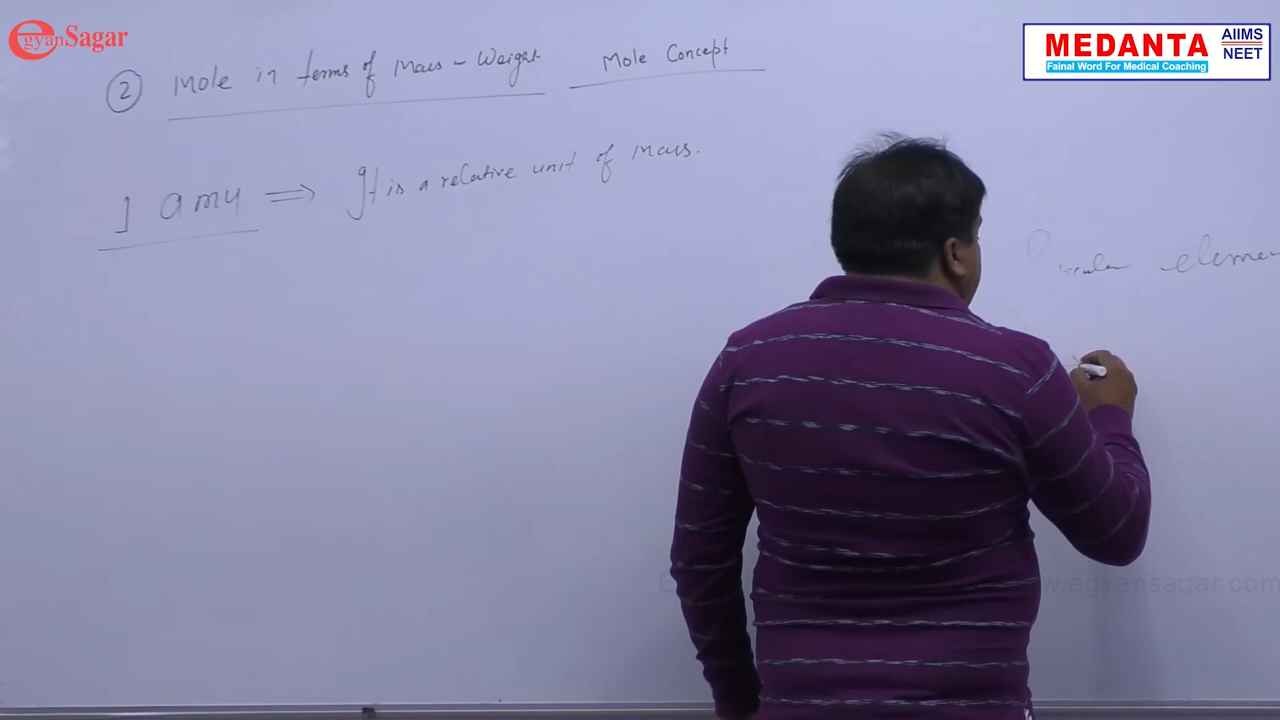 egyanSagar
MEDANTA AIIMS NEET
Fainal Word For Medical Coaching
② Mole in terms of Mass - Weight Mole Concept
1 amu ⟹ It is a relative unit of Mass.
elemen
w.egyansagar.com